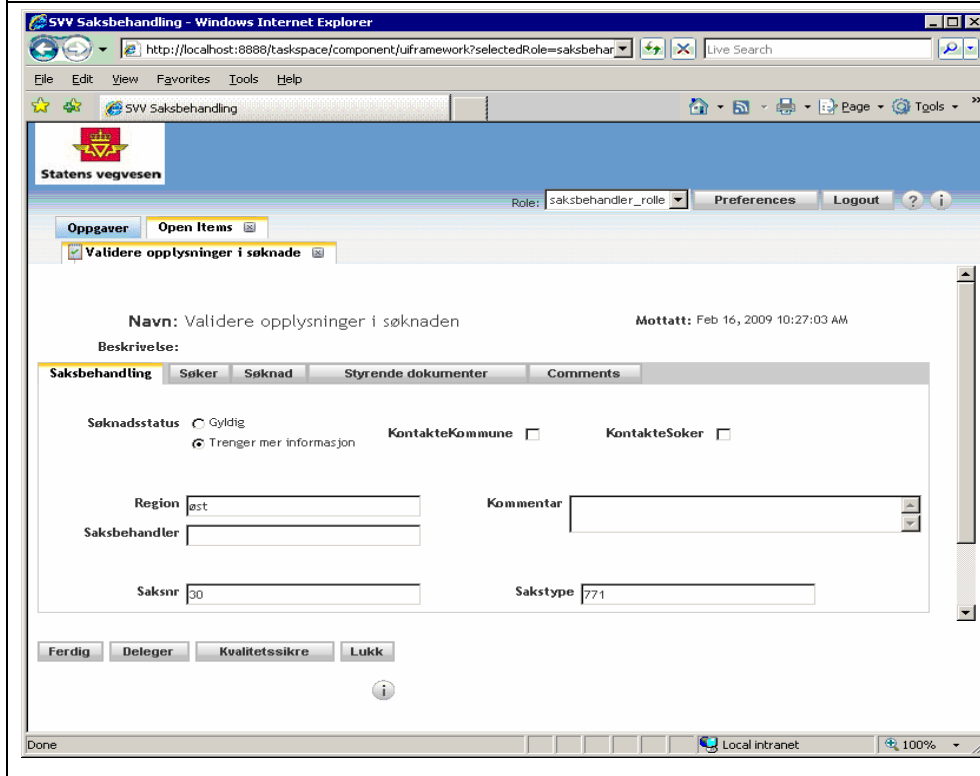 SVV Saksbehandling - Windows Internet Explorer
http://localhost:8888/taskspace/component/uiframework?selectedRole=saksbehar
Live Search
File Edit View Favorites Tools Help
SVV Saksbehandling
Page Tools »
Statens vegvesen
Role: saksbehandler_rolle Preferences Logout ? i
Oppgaver Open Items
Validere opplysninger i søknade
Navn: Validere opplysninger i søknaden Mottatt: Feb 16, 2009 10:27:03 AM
Beskrivelse:
Saksbehandling Søker Søknad Styrende dokumenter Comments
Søknadsstatus Gyldig
Trenger mer informasjon KontakteKommune KontakteSoker
Region øst Kommentar
Saksbehandler
Saksnr 30 Sakstype 771
Ferdig Deleger Kvalitetssikre Lukk
i
Done Local intranet 100%